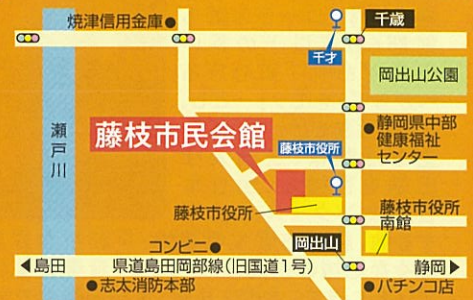 焼津信用金庫
千歳
千才
岡出山公園
瀬戸川
藤枝市民会館
藤枝市役所
静岡県中部
健康福祉
センター
藤枝市役所
藤枝市役所
南館
コンビニ
岡出山
◀島田
県道島田岡部線(旧国道1号)
静岡▶
志太消防本部
パチンコ店